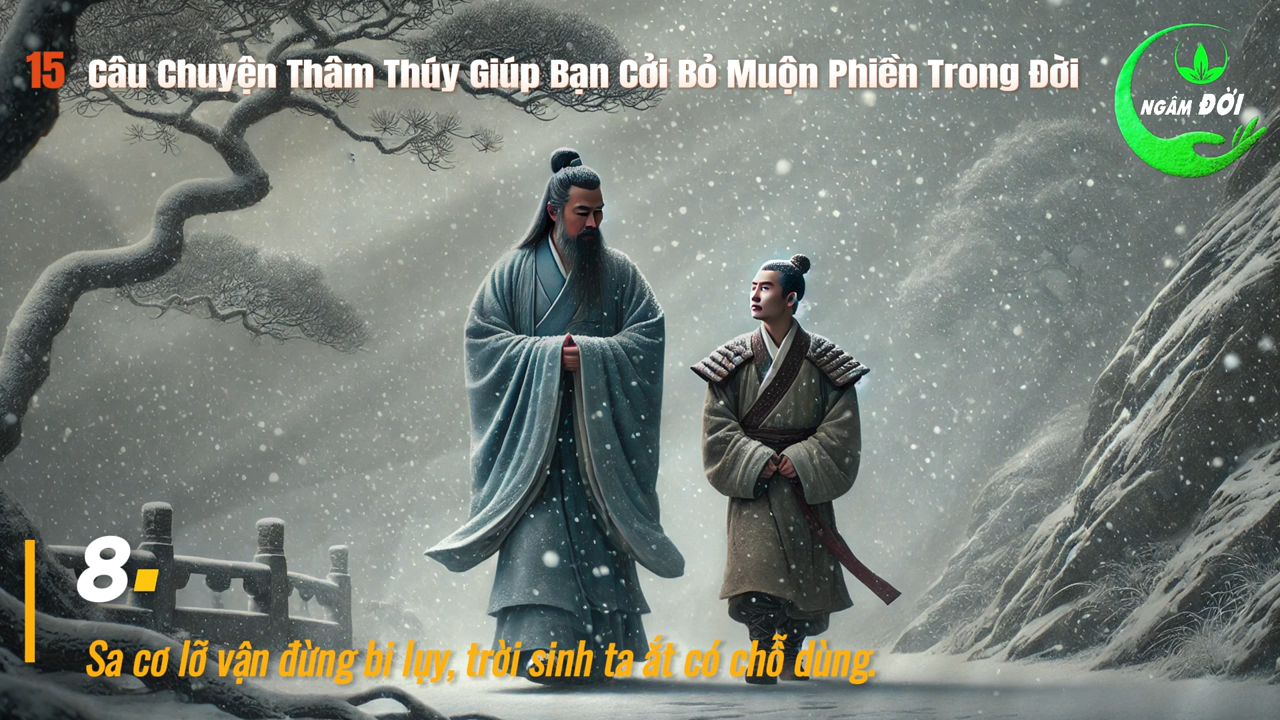 15 Câu Chuyện Thâm Thúy Giúp Bạn Cởi Bỏ Muộn Phiền Trong Đời
NGẪM ĐỜI
8.
Sa cơ lỡ vận đừng bi lụy, trời sinh ta ắt có chỗ dùng.